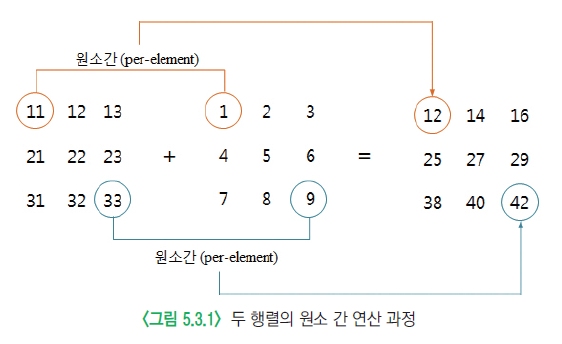 원소간 (per-element)
11 12 13 1 2 3 12 14 16
21 22 23 + 4 5 6 = 25 27 29
31 32 33 7 8 9 38 40 42
원소간 (per-element)
〈그림 5.3.1〉 두 행렬의 원소 간 연산 과정